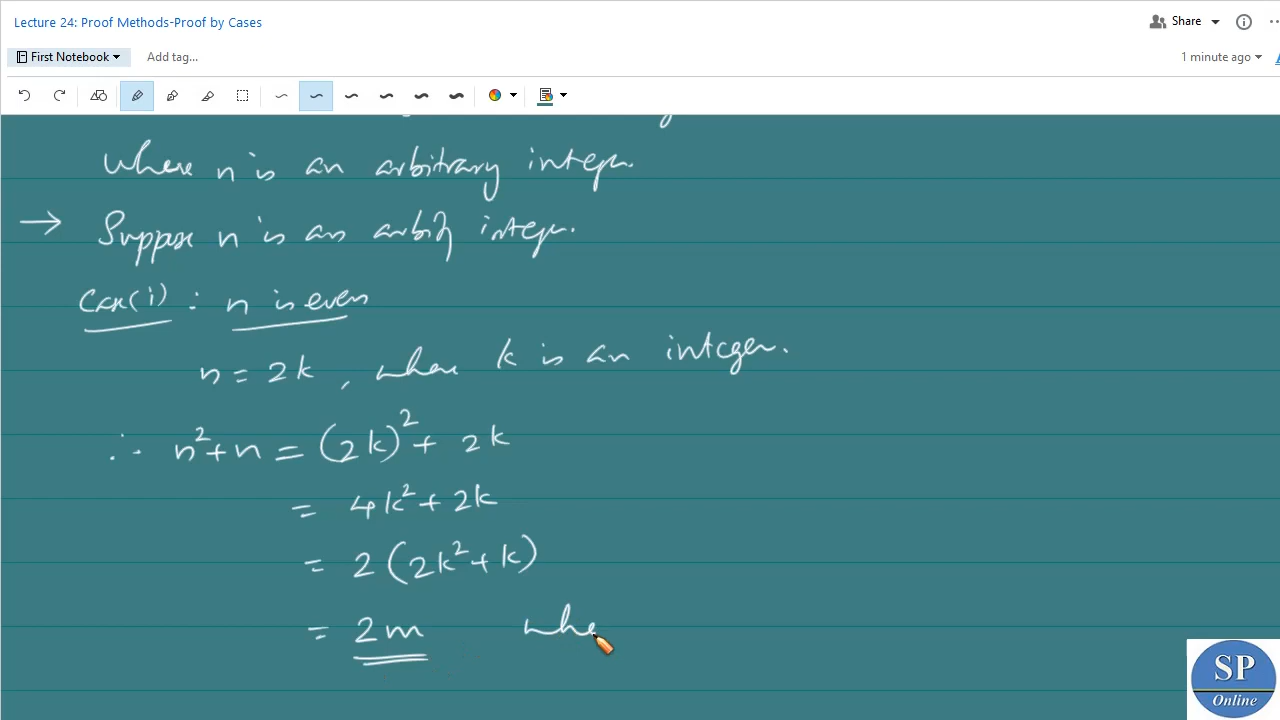 Lecture 24: Proof Methods-Proof by Cases
Share
First Notebook
Add tag...
1 minute ago
where n is an arbitrary integer.
→ Suppose n is an arbity integer.
Case(i) : n is even
n = 2k, where k is an integer.
∴ n²+n = (2k)² + 2k
= 4k² + 2k
= 2(2k²+k)
= 2m whe
SP
Online